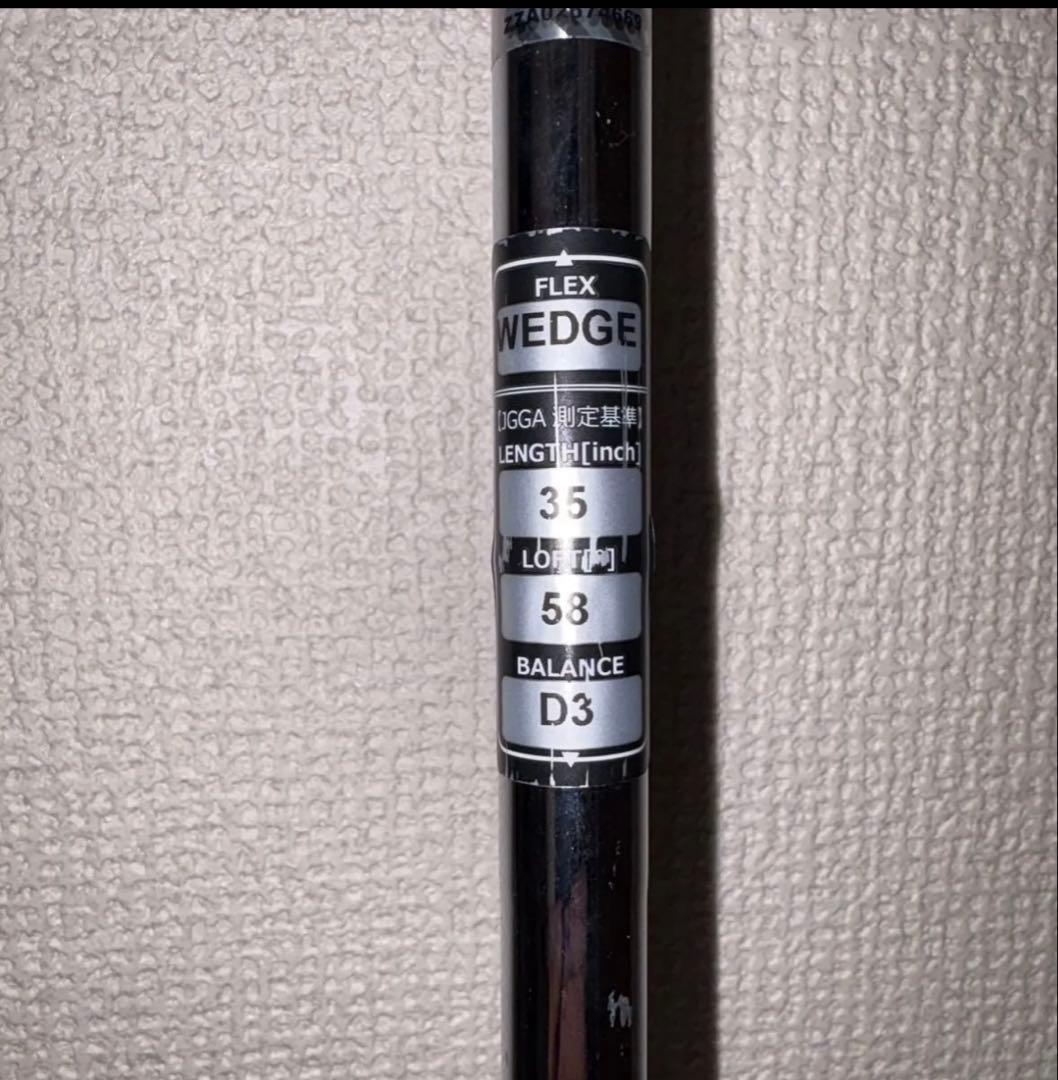 FLEX
WEDGE
【JGGA 測定基準】
LENGTH[inch]
35
LOFT[°]
58
BALANCE
D3